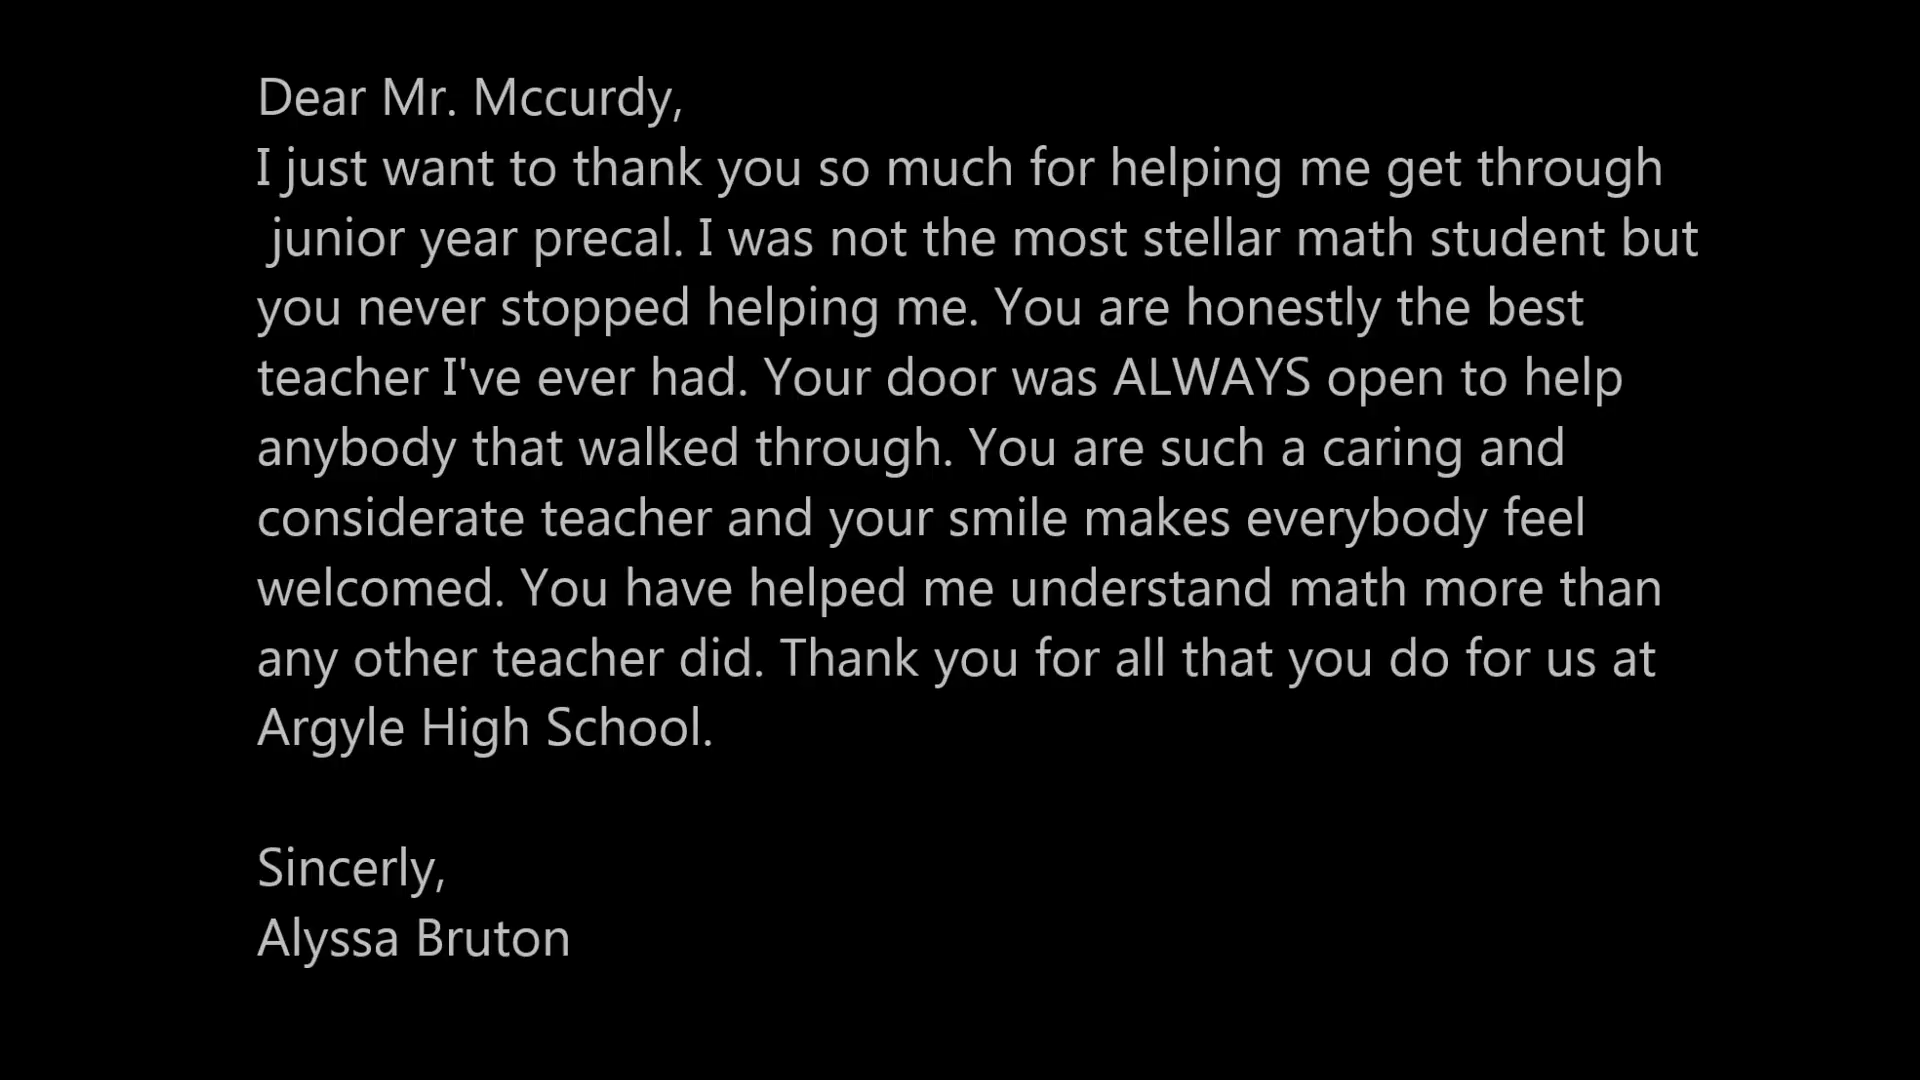 Dear Mr. Mccurdy,
I just want to thank you so much for helping me get through
junior year precal. I was not the most stellar math student but
you never stopped helping me. You are honestly the best
teacher I've ever had. Your door was ALWAYS open to help
anybody that walked through. You are such a caring and
considerate teacher and your smile makes everybody feel
welcomed. You have helped me understand math more than
any other teacher did. Thank you for all that you do for us at
Argyle High School.
Sincerly,
Alyssa Bruton